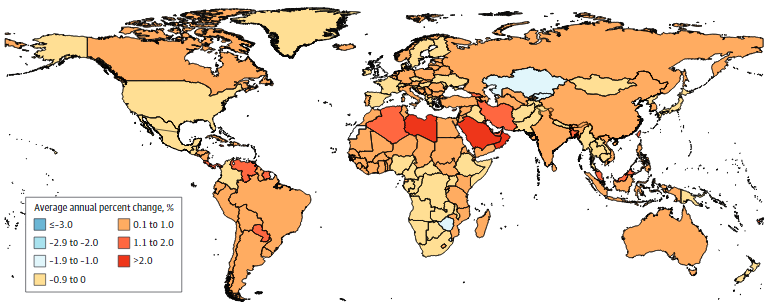 Average annual percent change, %
≤–3.0
–2.9 to –2.0
–1.9 to –1.0
–0.9 to 0
0.1 to 1.0
1.1 to 2.0
>2.0